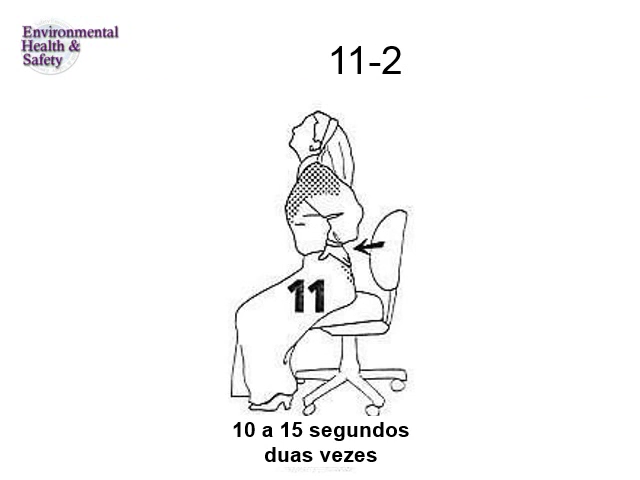 Environmental
Health &
Safety
11-2
11
10 a 15 segundos
duas vezes